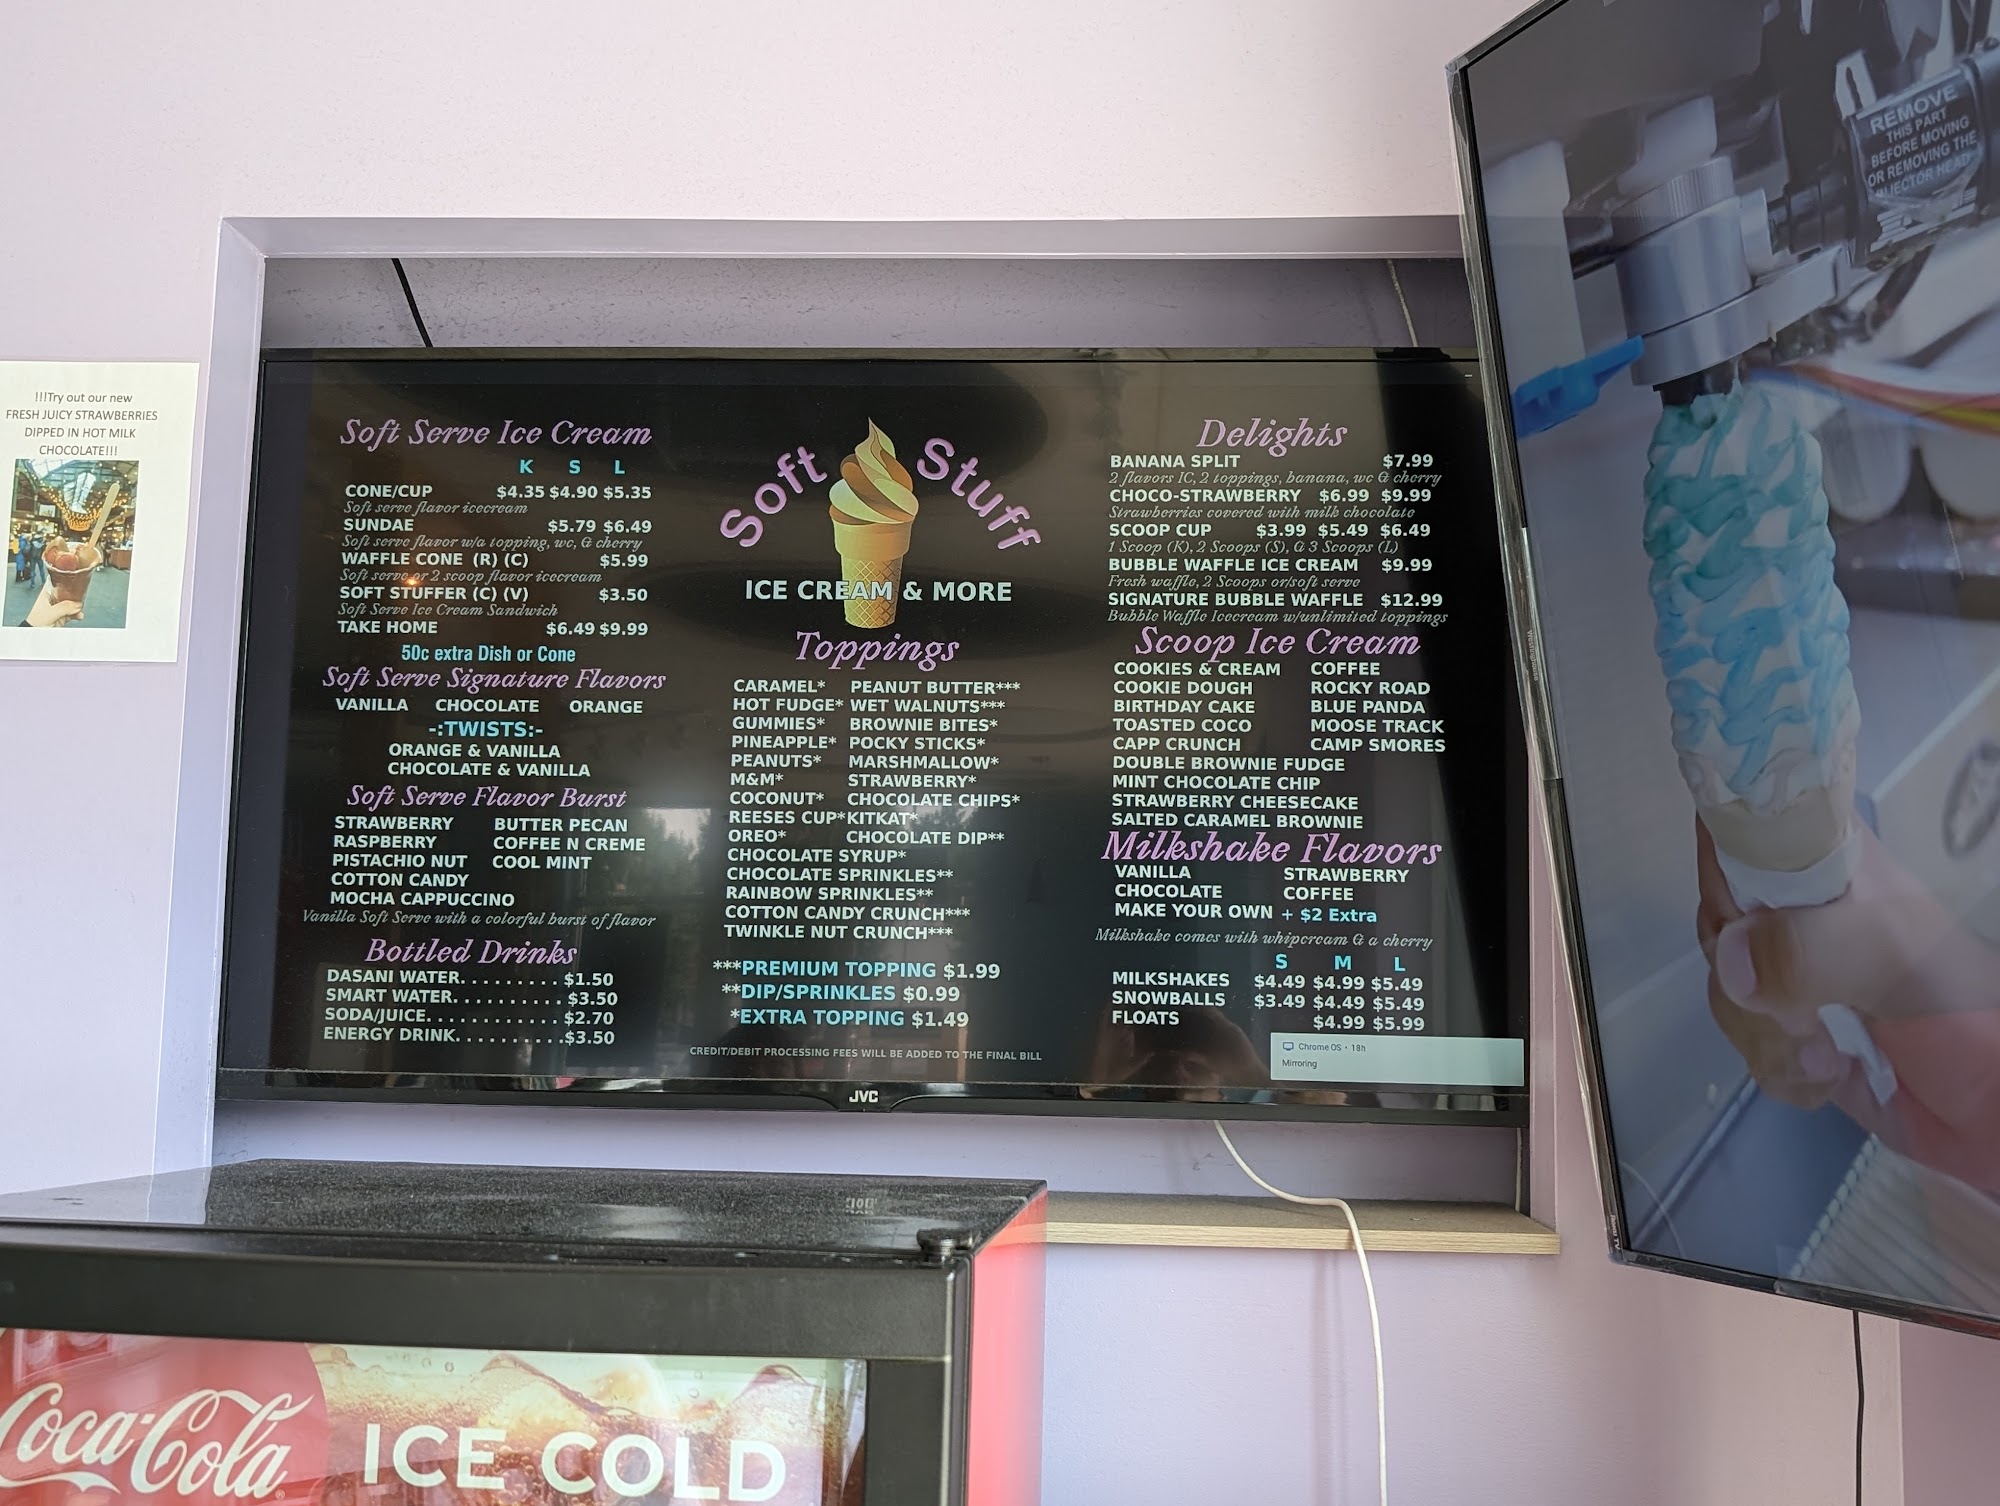 !!!Try out our new
FRESH JUICY STRAWBERRIES
DIPPED IN HOT MILK
CHOCOLATE!!!
Soft Serve Ice Cream
K S L
CONE/CUP $4.35 $4.90 $5.35
Soft serve flavor icecream
SUNDAE $5.79 $6.49
Soft serve flavor w/a topping, wc, & cherry
WAFFLE CONE (R) (C) $5.99
Soft serve or 2 scoop flavor icecream
SOFT STUFFER (C) (V) $3.50
Soft Serve Ice Cream Sandwich
TAKE HOME $6.49 $9.99
50c extra Dish or Cone
Soft Serve Signature Flavors
VANILLA CHOCOLATE ORANGE
-:TWISTS:-
ORANGE & VANILLA
CHOCOLATE & VANILLA
Soft Serve Flavor Burst
STRAWBERRY BUTTER PECAN
RASPBERRY COFFEE N CREME
PISTACHIO NUT COOL MINT
COTTON CANDY
MOCHA CAPPUCCINO
Vanilla Soft Serve with a colorful burst of flavor
Bottled Drinks
DASANI WATER. . . . . . . . . $1.50
SMART WATER. . . . . . . . . . $3.50
SODA/JUICE. . . . . . . . . . . . $2.70
ENERGY DRINK. . . . . . . . . .$3.50
Soft Stuff
ICE CREAM & MORE
Toppings
CARAMEL* PEANUT BUTTER***
HOT FUDGE* WET WALNUTS***
GUMMIES* BROWNIE BITES*
PINEAPPLE* POCKY STICKS*
PEANUTS* MARSHMALLOW*
M&M* STRAWBERRY*
COCONUT* CHOCOLATE CHIPS*
REESES CUP* KITKAT*
OREO* CHOCOLATE DIP**
CHOCOLATE SYRUP*
CHOCOLATE SPRINKLES**
RAINBOW SPRINKLES**
COTTON CANDY CRUNCH***
TWINKLE NUT CRUNCH***
***PREMIUM TOPPING $1.99
**DIP/SPRINKLES $0.99
*EXTRA TOPPING $1.49
CREDIT/DEBIT PROCESSING FEES WILL BE ADDED TO THE FINAL BILL
Delights
BANANA SPLIT $7.99
2 flavors IC, 2 toppings, banana, wc & cherry
CHOCO-STRAWBERRY $6.99 $9.99
Strawberries covered with milk chocolate
SCOOP CUP $3.99 $5.49 $6.49
1 Scoop (K), 2 Scoops (S), & 3 Scoops (L)
BUBBLE WAFFLE ICE CREAM $9.99
Fresh waffle, 2 Scoops or/soft serve
SIGNATURE BUBBLE WAFFLE $12.99
Bubble Waffle Icecream w/unlimited toppings
Scoop Ice Cream
COOKIES & CREAM COFFEE
COOKIE DOUGH ROCKY ROAD
BIRTHDAY CAKE BLUE PANDA
TOASTED COCO MOOSE TRACK
CAPP CRUNCH CAMP SMORES
DOUBLE BROWNIE FUDGE
MINT CHOCOLATE CHIP
STRAWBERRY CHEESECAKE
SALTED CARAMEL BROWNIE
Milkshake Flavors
VANILLA STRAWBERRY
CHOCOLATE COFFEE
MAKE YOUR OWN + $2 Extra
Milkshake comes with whipcream & a cherry
S M L
MILKSHAKES $4.49 $4.99 $5.49
SNOWBALLS $3.49 $4.49 $5.49
FLOATS $4.99 $5.99
Chrome OS • 18h
Mirroring
JVC
REMOVE
THIS PART
BEFORE MOVING
OR REMOVING THE
INJECTOR HEAD
Coca-Cola
ICE COLD